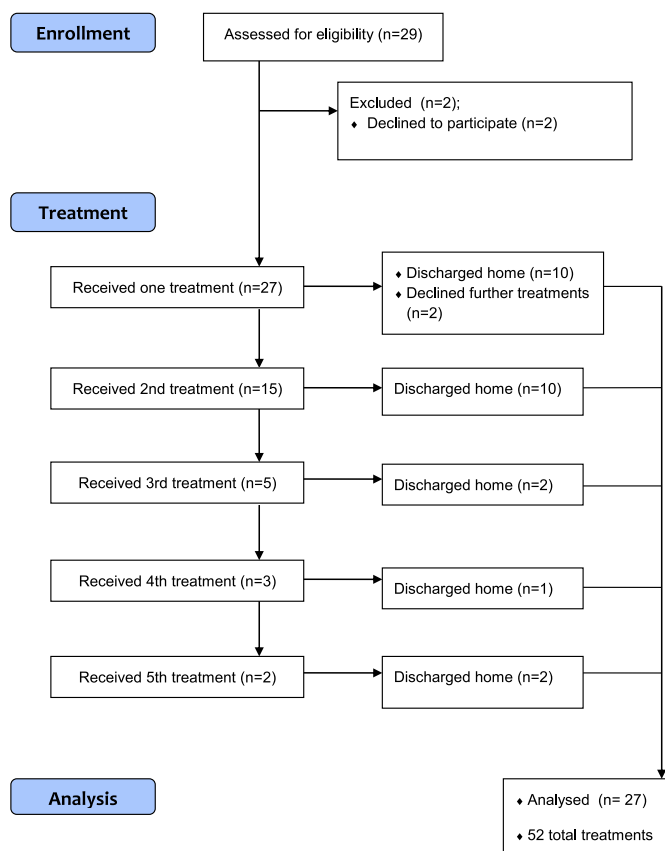 Enrollment
Assessed for eligibility (n=29)
Excluded (n=2);
♦ Declined to participate (n=2)
Treatment
Received one treatment (n=27)
♦ Discharged home (n=10)
♦ Declined further treatments
(n=2)
Received 2nd treatment (n=15)
Discharged home (n=10)
Received 3rd treatment (n=5)
Discharged home (n=2)
Received 4th treatment (n=3)
Discharged home (n=1)
Received 5th treatment (n=2)
Discharged home (n=2)
Analysis
♦ Analysed (n= 27)
♦ 52 total treatments